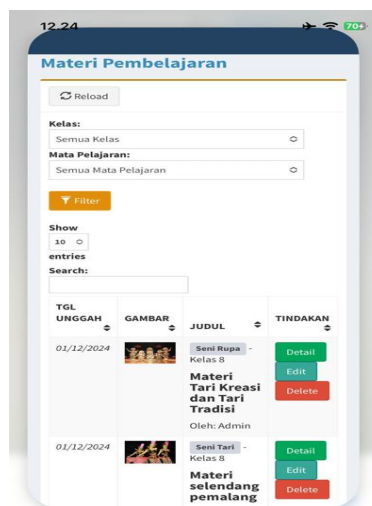 12.24
70
Materi Pembelajaran
Reload
Kelas:
Semua Kelas
Mata Pelajaran:
Semua Mata Pelajaran
Filter
Show
10
entries
Search:
TGL UNGGAH GAMBAR JUDUL TINDAKAN
01/12/2024
Seni Rupa -
Kelas 8
Materi
Tari Kreasi
dan Tari
Tradisi
Oleh: Admin
Detail
Edit
Delete
01/12/2024
Seni Tari -
Kelas 8
Materi
selendang
pemalang
Detail
Edit
Delete